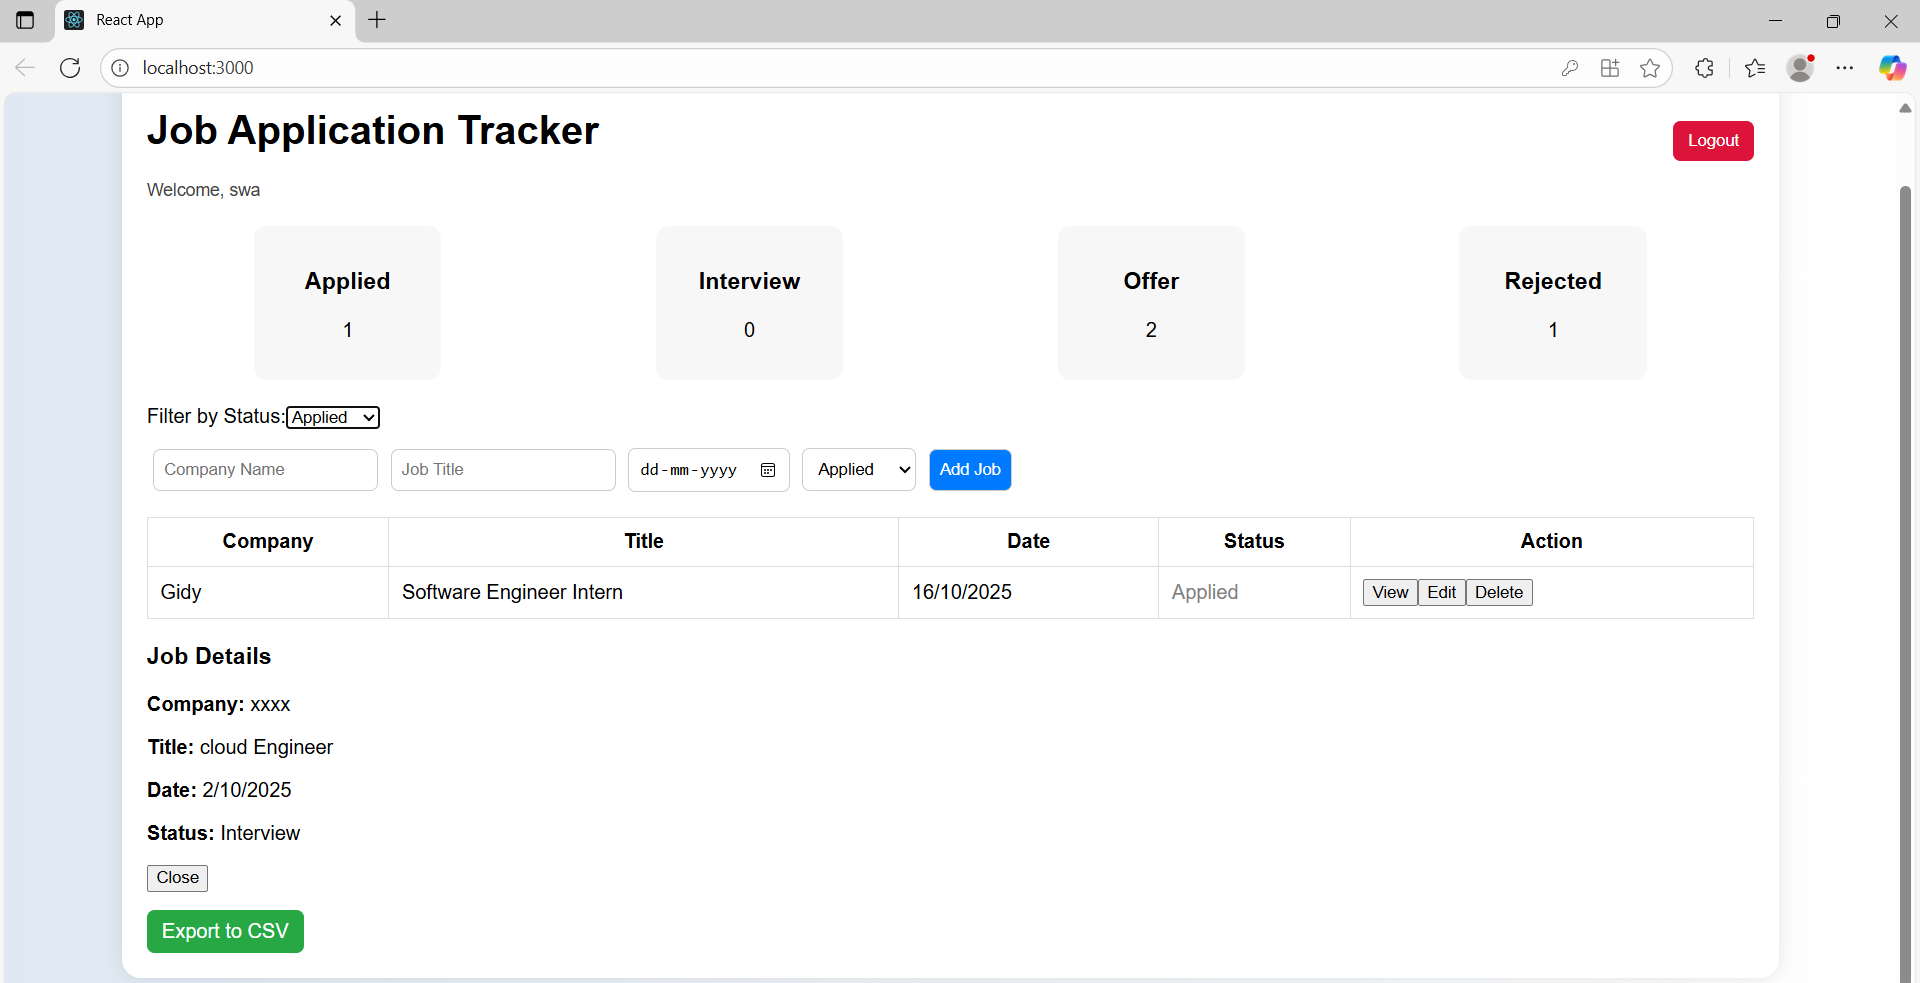 React App
localhost:3000
Job Application Tracker
Logout
Welcome, swa
Applied Interview Offer Rejected
1 0 2 1
Filter by Status: Applied
Company Name Job Title dd-mm-yyyy Applied Add Job
Company Title Date Status Action
Gidy Software Engineer Intern 16/10/2025 Applied View Edit Delete
Job Details
Company: xxxx
Title: cloud Engineer
Date: 2/10/2025
Status: Interview
Close
Export to CSV